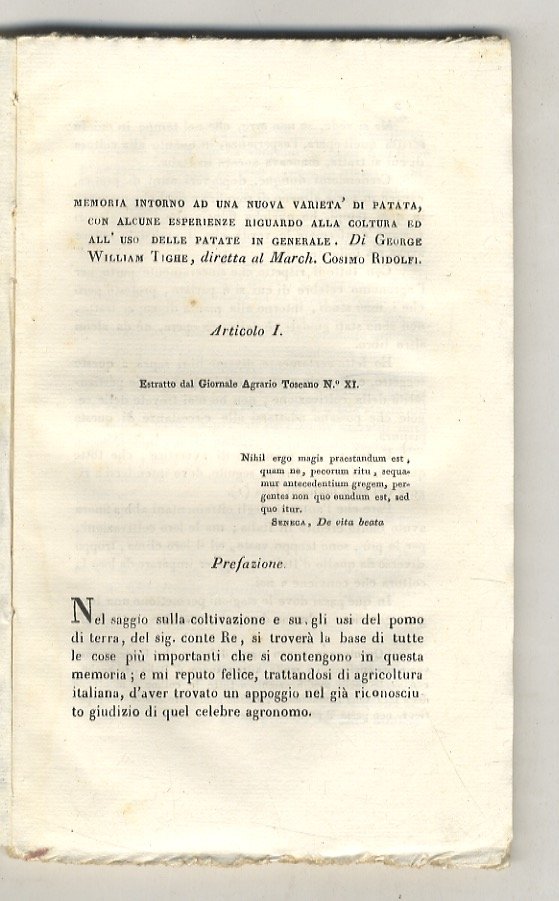 MEMORIA INTORNO AD UNA NUOVA VARIETA' DI PATATA,
CON ALCUNE ESPERIENZE RIGUARDO ALLA COLTURA ED
ALL' USO DELLE PATATE IN GENERALE. Di GEORGE
WILLIAM TIGHE, diretta al March. COSIMO RIDOLFI.
Articolo I.
Estratto dal Giornale Agrario Toscano N.º XI.
Nihil ergo magis praestandum est,
quam ne, pecorum ritu, sequa-
mur antecedentium gregem, per-
gentes non quo eundum est, sed
quo itur.
SENECA, De vita beata
Prefazione.
Nel saggio sulla coltivazione e su gli usi del pomo
di terra, del sig. conte Re, si troverà la base di tutte
le cose più importanti che si contengono in questa
memoria; e mi reputo felice, trattandosi di agricoltura
italiana, d'aver trovato un appoggio nel già riconosciu
to giudizio di quel celebre agronomo.